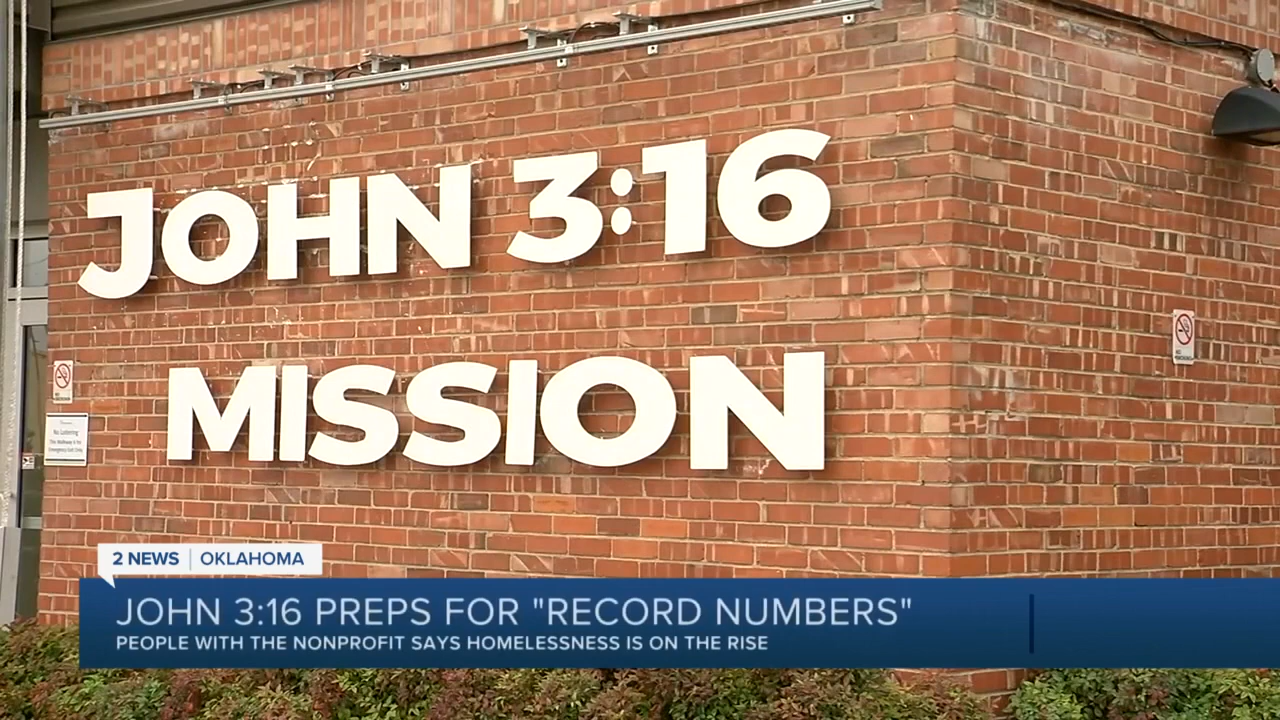 JOHN 3:16
MISSION
No Loitering
2 NEWS | OKLAHOMA
JOHN 3:16 PREPS FOR "RECORD NUMBERS"
PEOPLE WITH THE NONPROFIT SAYS HOMELESSNESS IS ON THE RISE